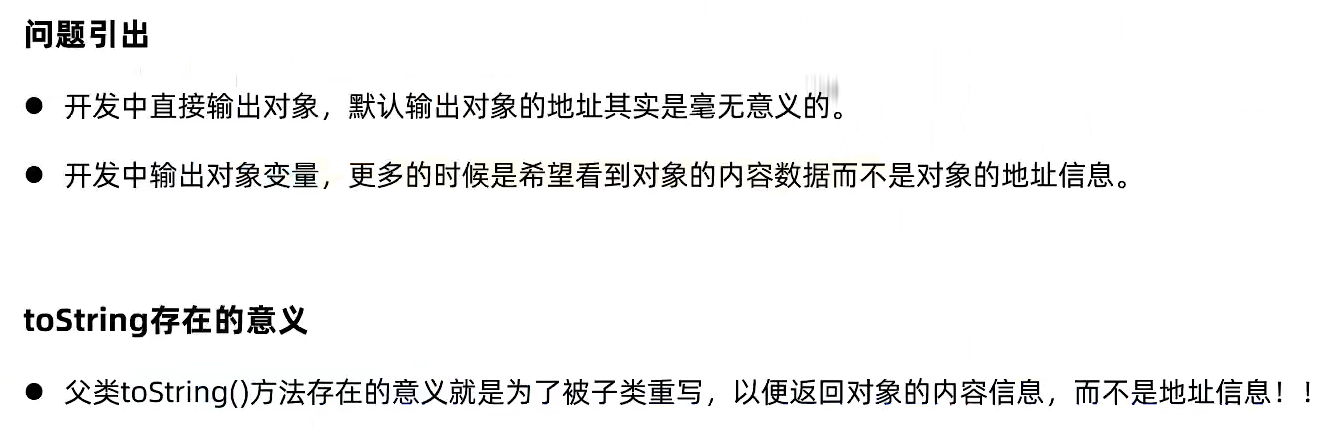 问题引出
● 开发中直接输出对象，默认输出对象的地址其实是毫无意义的。
● 开发中输出对象变量，更多的时候是希望看到对象的内容数据而不是对象的地址信息。
toString存在的意义
● 父类toString()方法存在的意义就是为了被子类重写，以便返回对象的内容信息，而不是地址信息！！